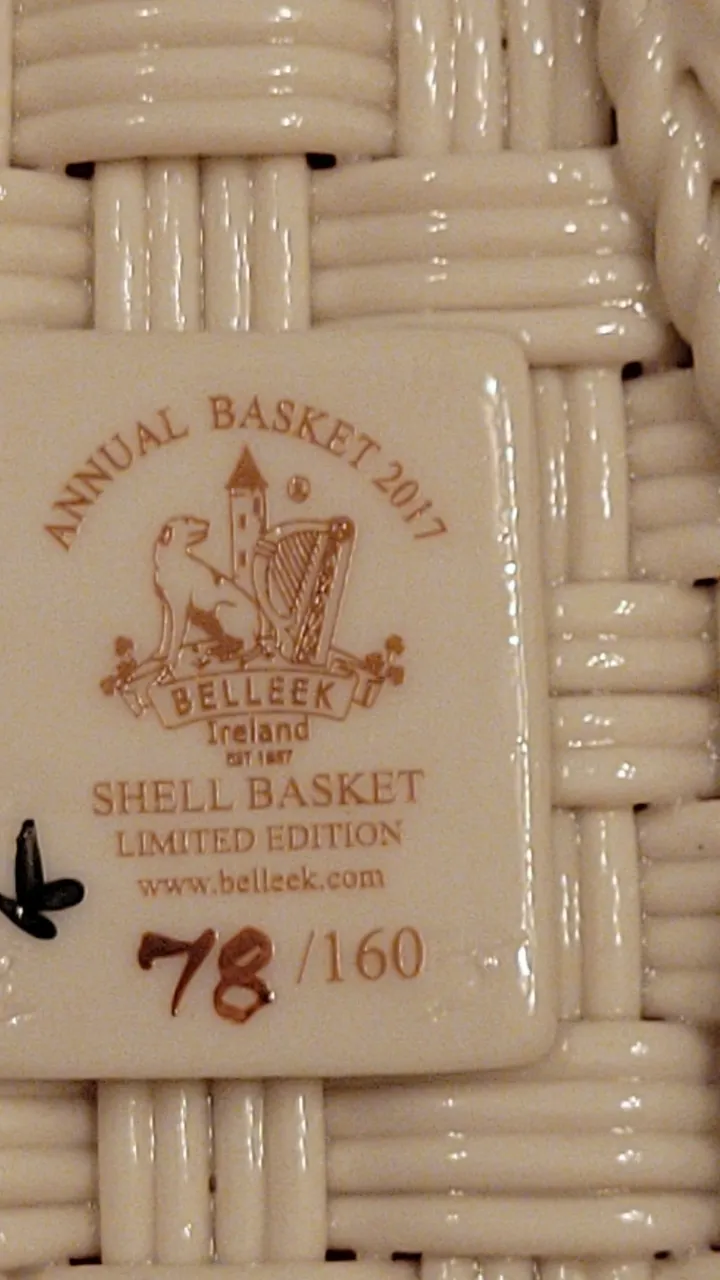 ANNUAL BASKET 2017
BELLEEK
Ireland
EST 1857
SHELL BASKET
LIMITED EDITION
www.belleek.com
78 /160